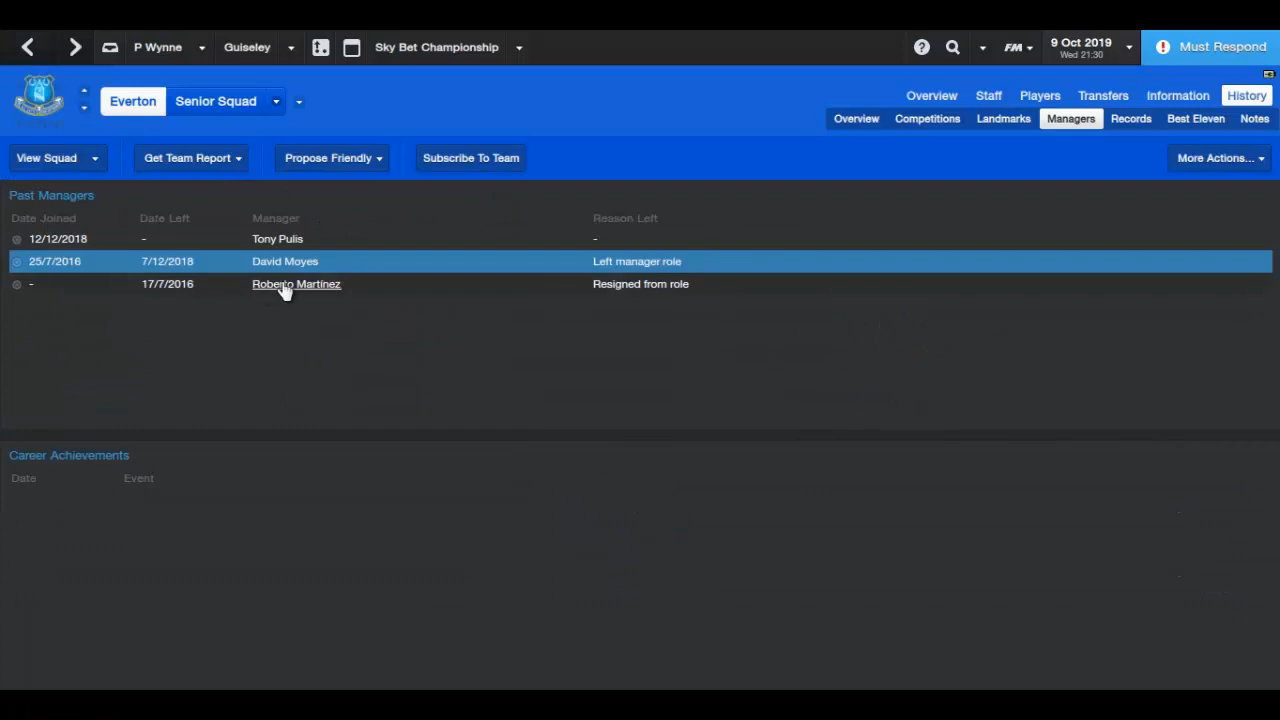 P Wynne Guiseley Sky Bet Championship FM 9 Oct 2019 Must Respond
Wed 21:30
Everton Senior Squad Overview Staff Players Transfers Information History
Overview Competitions Landmarks Managers Records Best Eleven Notes
View Squad Get Team Report Propose Friendly Subscribe To Team More Actions...
Past Managers
Date Joined Date Left Manager Reason Left
12/12/2018 - Tony Pulis -
25/7/2016 7/12/2018 David Moyes Left manager role
- 17/7/2016 Roberto Martínez Resigned from role
Career Achievements
Date Event